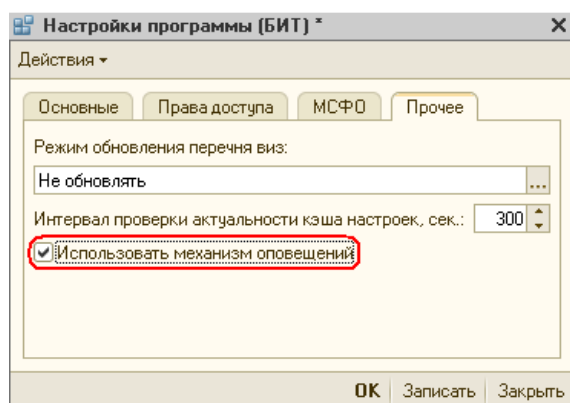 Настройки программы (БИТ) *
Действия
Основные Права доступа МСФО Прочее
Режим обновления перечня виз:
Не обновлять ...
Интервал проверки актуальности кэша настроек, сек.: 300
Использовать механизм оповещений
ОК Записать Закрыть